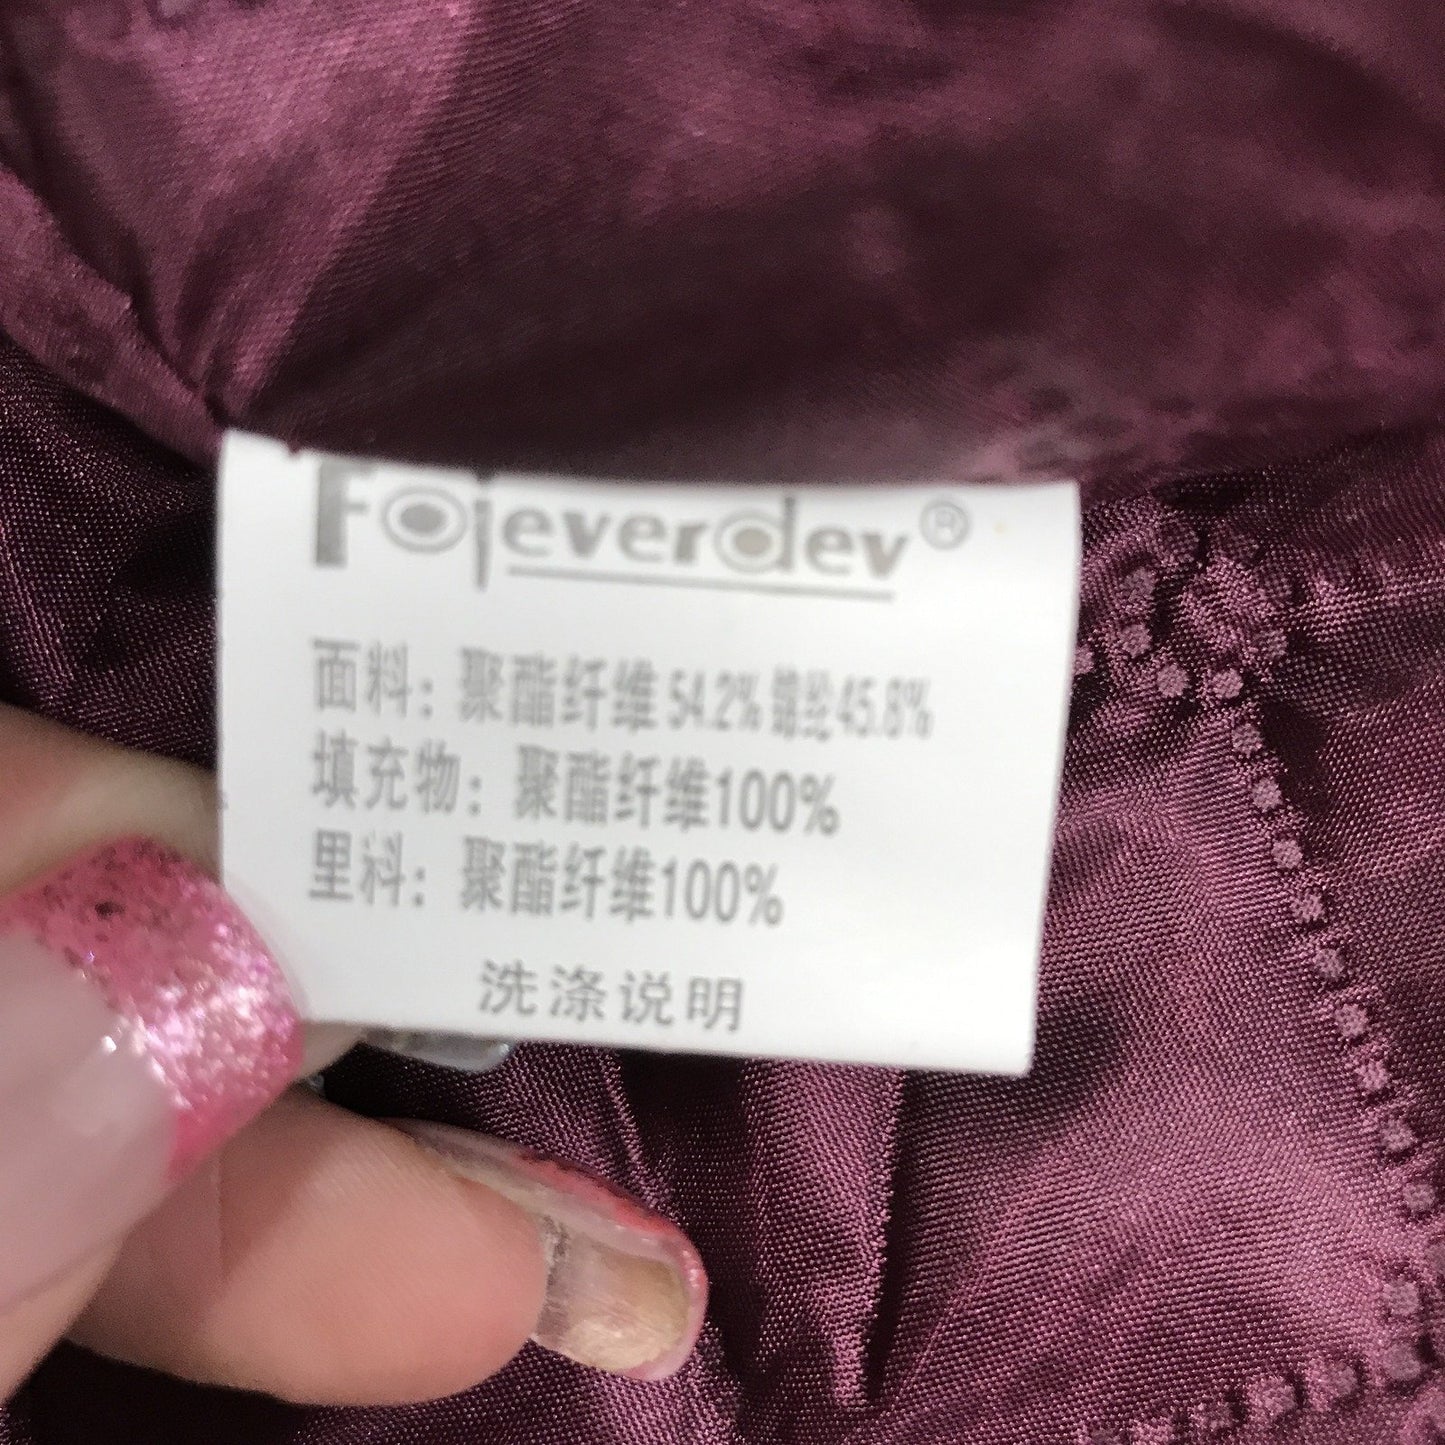 Foreverdev®
面料：聚酯纤维54.2%锦纶45.8%
填充物：聚酯纤维100%
里料：聚酯纤维100%
洗涤说明